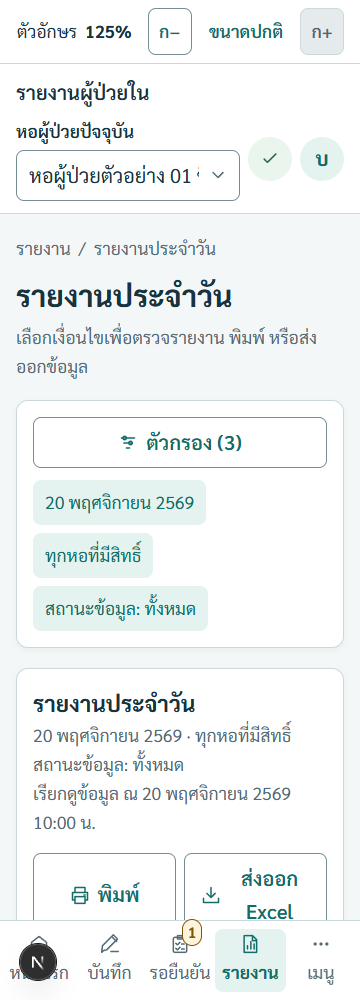 ตัวอักษร 125% ก− ขนาดปกติ ก+
รายงานผู้ป่วยใน
หอผู้ป่วยปัจจุบัน
หอผู้ป่วยตัวอย่าง 01
บ
รายงาน / รายงานประจำวัน
รายงานประจำวัน
เลือกเงื่อนไขเพื่อตรวจรายงาน พิมพ์ หรือส่ง
ออกข้อมูล
ตัวกรอง (3)
20 พฤศจิกายน 2569
ทุกหอที่มีสิทธิ์
สถานะข้อมูล: ทั้งหมด
รายงานประจำวัน
20 พฤศจิกายน 2569 · ทุกหอที่มีสิทธิ์
สถานะข้อมูล: ทั้งหมด
เรียกดูข้อมูล ณ 20 พฤศจิกายน 2569
10:00 น.
พิมพ์
ส่งออก
Excel
1
N
บันทึก รอยืนยัน รายงาน เมนู